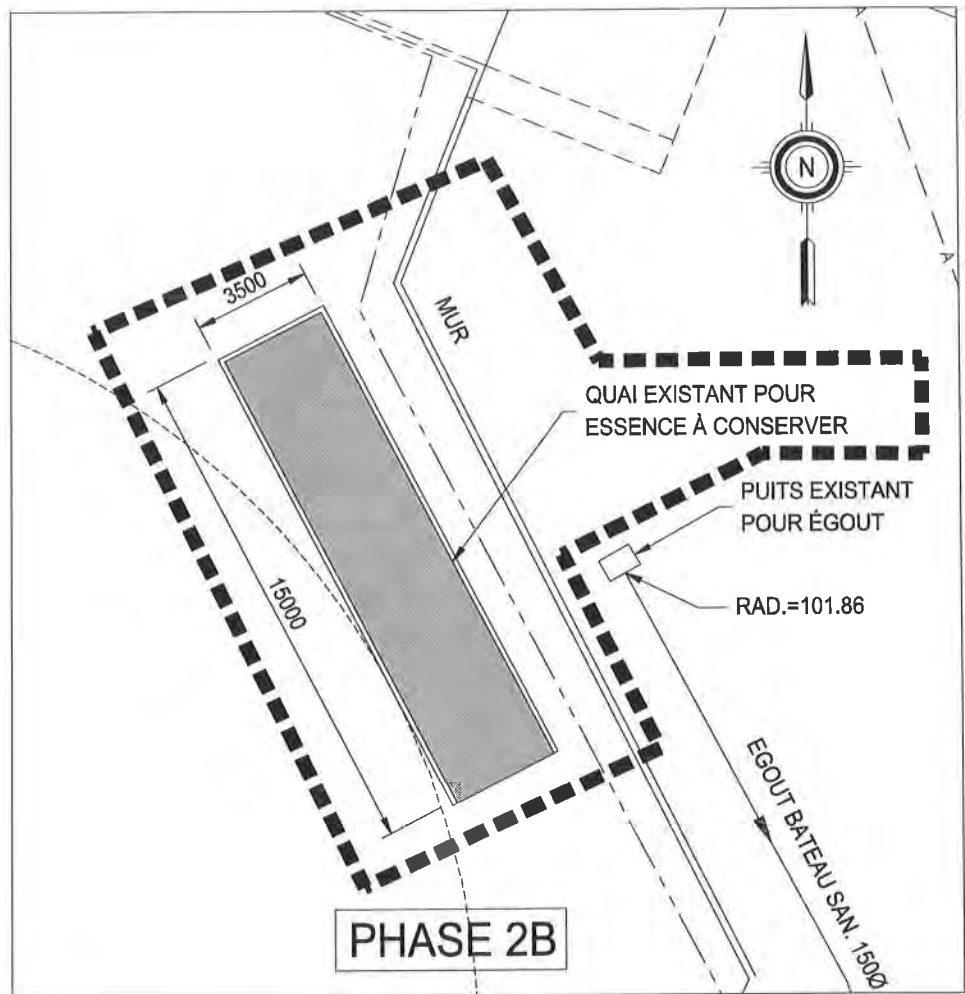 A
N
A
3500
MUR
QUAI EXISTANT POUR
ESSENCE À CONSERVER
PUITS EXISTANT
POUR ÉGOUT
15000
RAD.=101.86
EGOUT BATEAU SAN. 150Ø
PHASE 2B